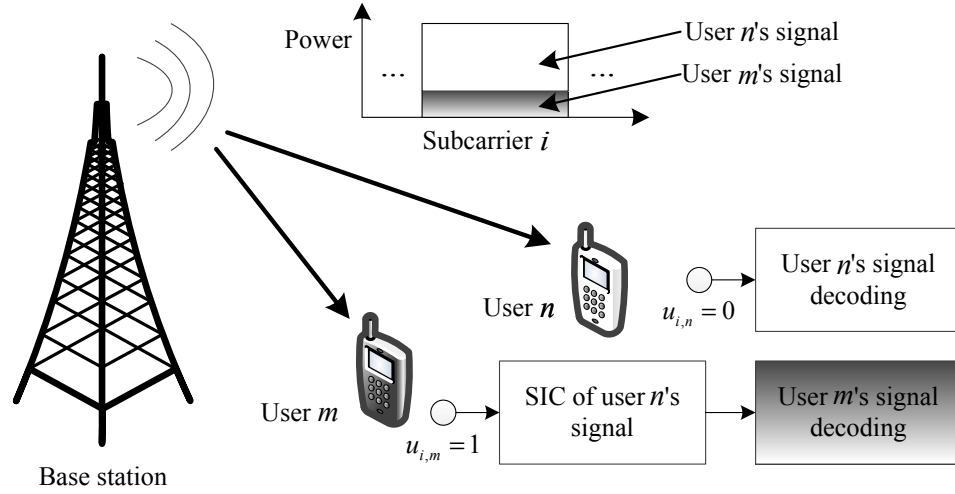 Power
User n's signal
...
...
User m's signal
Subcarrier i
User n
u_{i,n}=0
User n's signal
decoding
User m
u_{i,m}=1
SIC of user n's
signal
User m's signal
decoding
Base station